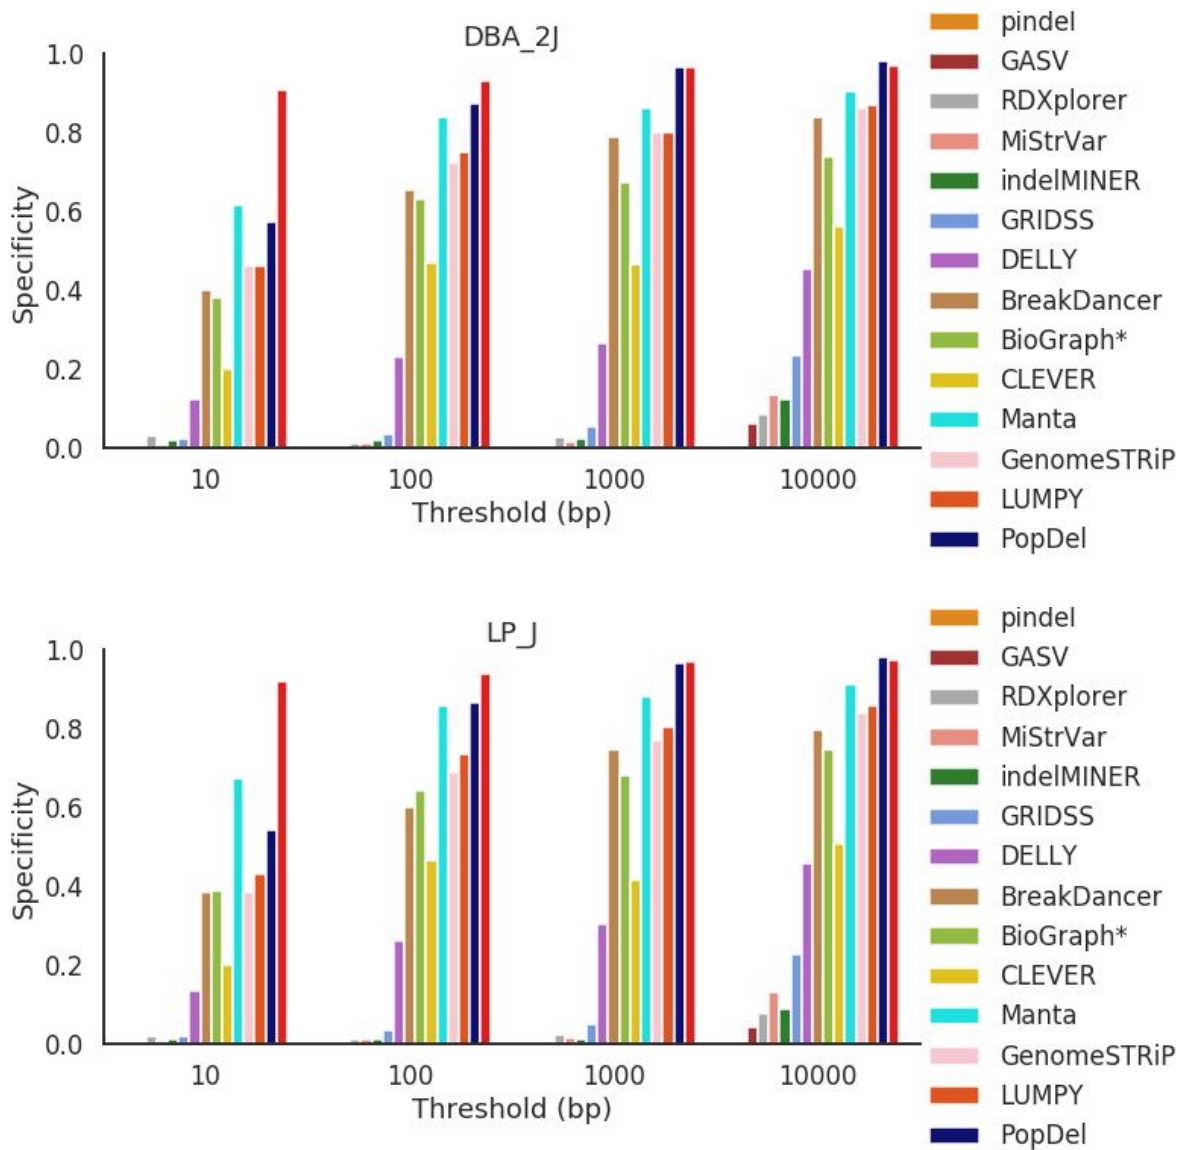 DBA_2J
1.0
0.8
0.6
0.4
0.2
0.0
Specificity
10 100 1000 10000
Threshold (bp)
pindel
GASV
RDXplorer
MiStrVar
indelMINER
GRIDSS
DELLY
BreakDancer
BioGraph*
CLEVER
Manta
GenomeSTRiP
LUMPY
PopDel
LP_J
1.0
0.8
0.6
0.4
0.2
0.0
Specificity
10 100 1000 10000
Threshold (bp)
pindel
GASV
RDXplorer
MiStrVar
indelMINER
GRIDSS
DELLY
BreakDancer
BioGraph*
CLEVER
Manta
GenomeSTRiP
LUMPY
PopDel